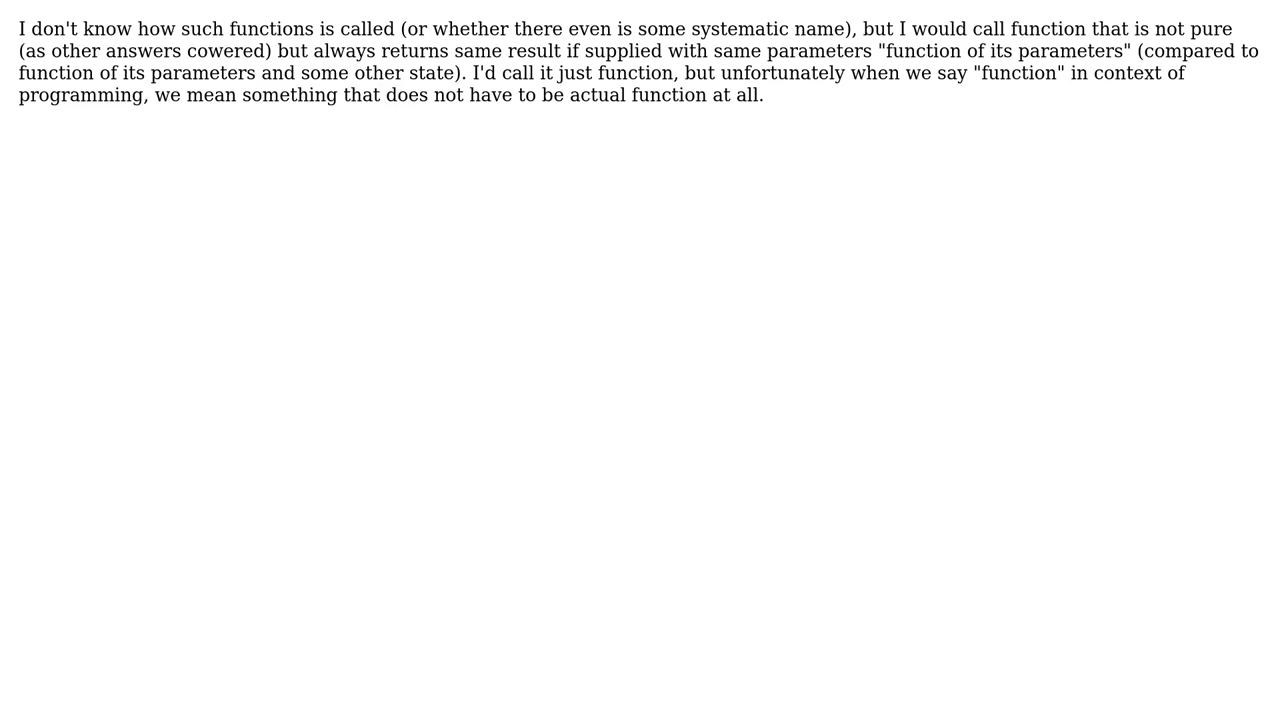 I don't know how such functions is called (or whether there even is some systematic name), but I would call function that is not pure
(as other answers cowered) but always returns same result if supplied with same parameters "function of its parameters" (compared to
function of its parameters and some other state). I'd call it just function, but unfortunately when we say "function" in context of
programming, we mean something that does not have to be actual function at all.